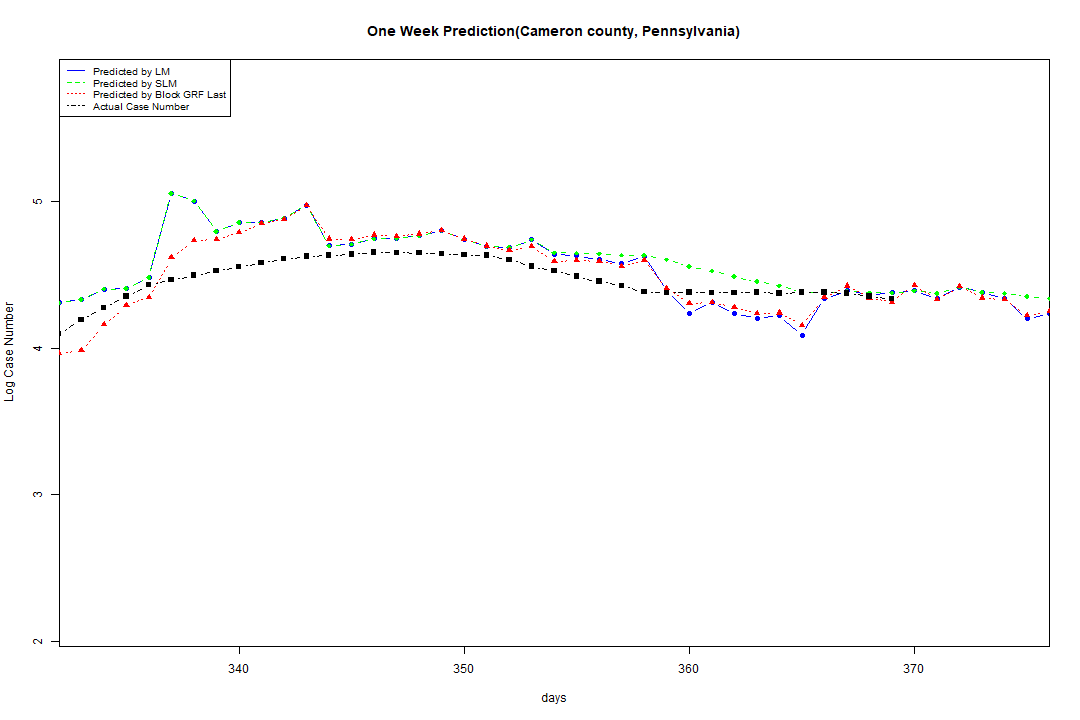 One Week Prediction(Cameron county, Pennsylvania)
Predicted by LM
Predicted by SLM
Predicted by Block GRF Last
Actual Case Number
5
4
3
2
Log Case Number
340
350
360
370
days